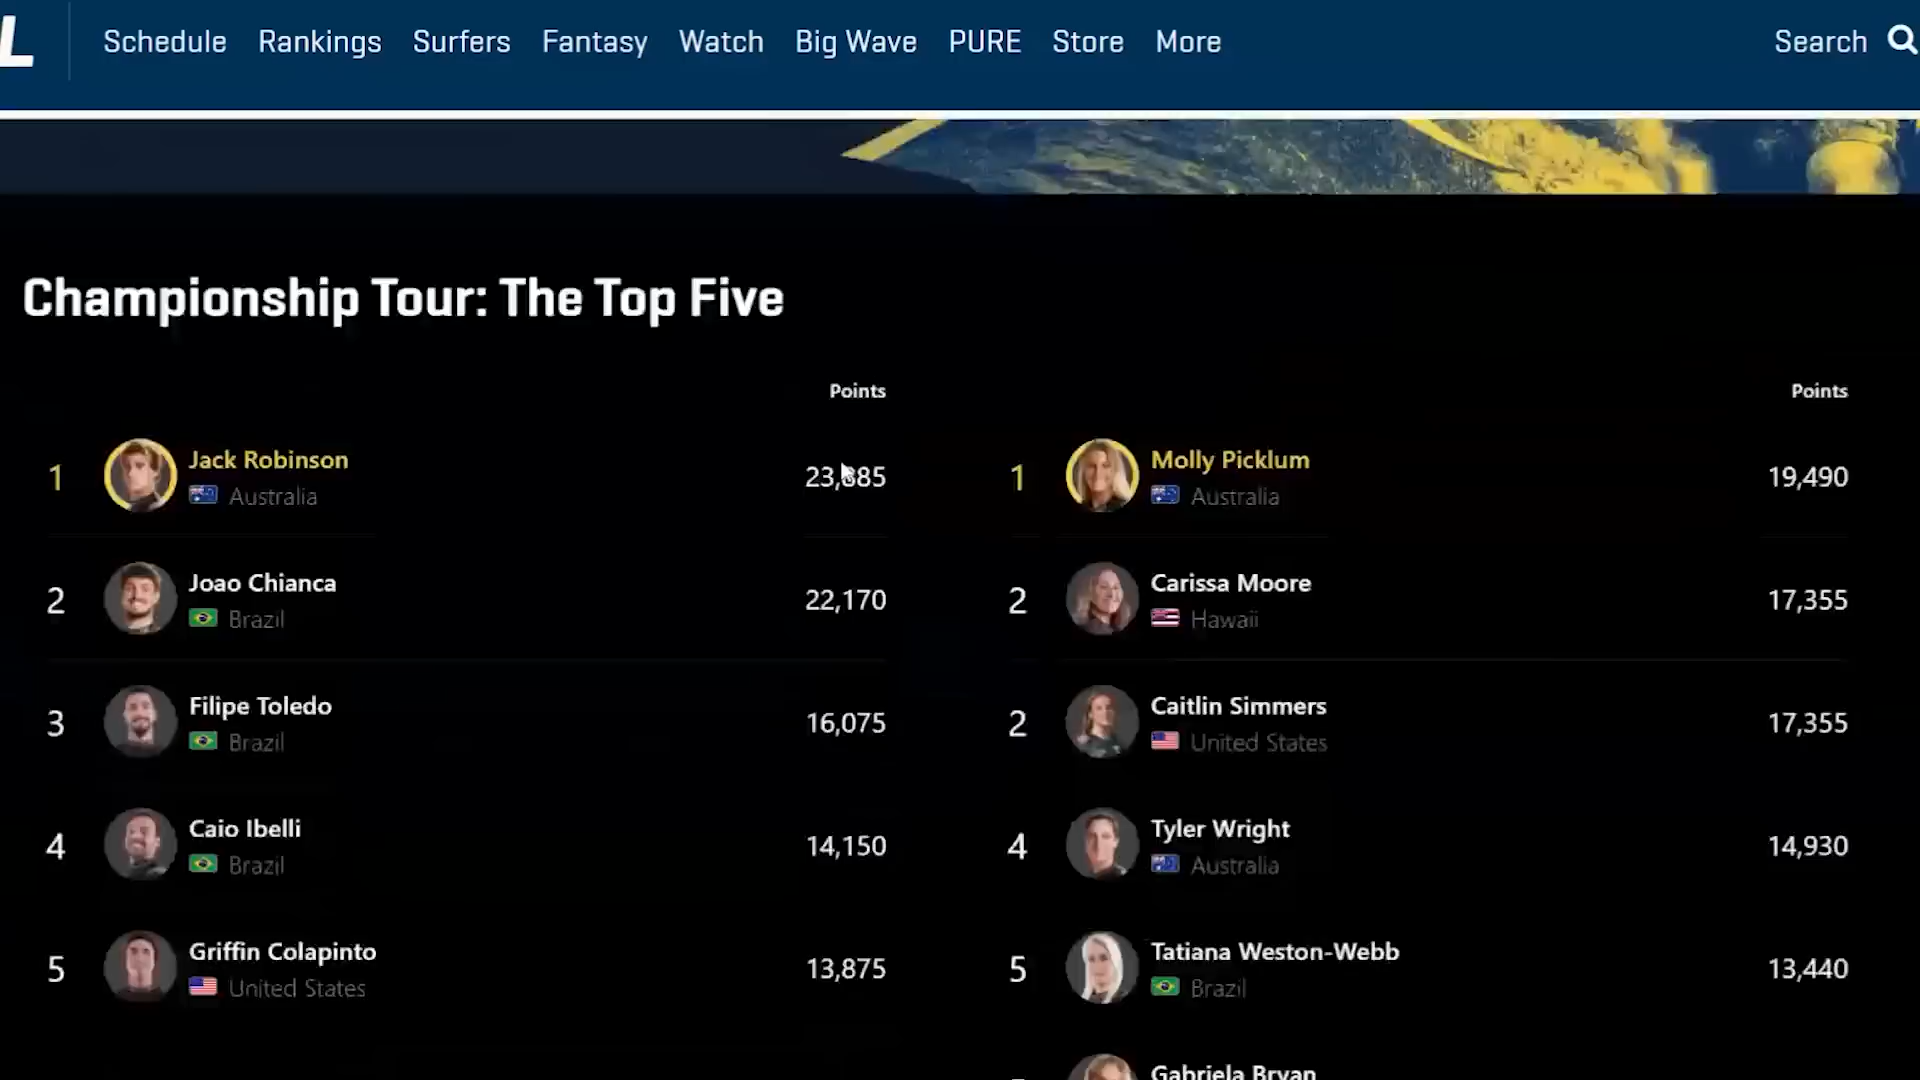 Schedule Rankings Surfers Fantasy Watch Big Wave PURE Store More Search
Championship Tour: The Top Five
Points
1 Jack Robinson 23,885
Australia
2 Joao Chianca 22,170
Brazil
3 Filipe Toledo 16,075
Brazil
4 Caio Ibelli 14,150
Brazil
5 Griffin Colapinto 13,875
United States
Points
1 Molly Picklum 19,490
Australia
2 Carissa Moore 17,355
Hawaii
2 Caitlin Simmers 17,355
United States
4 Tyler Wright 14,930
Australia
5 Tatiana Weston-Webb 13,440
Brazil
Gabriela Bryan